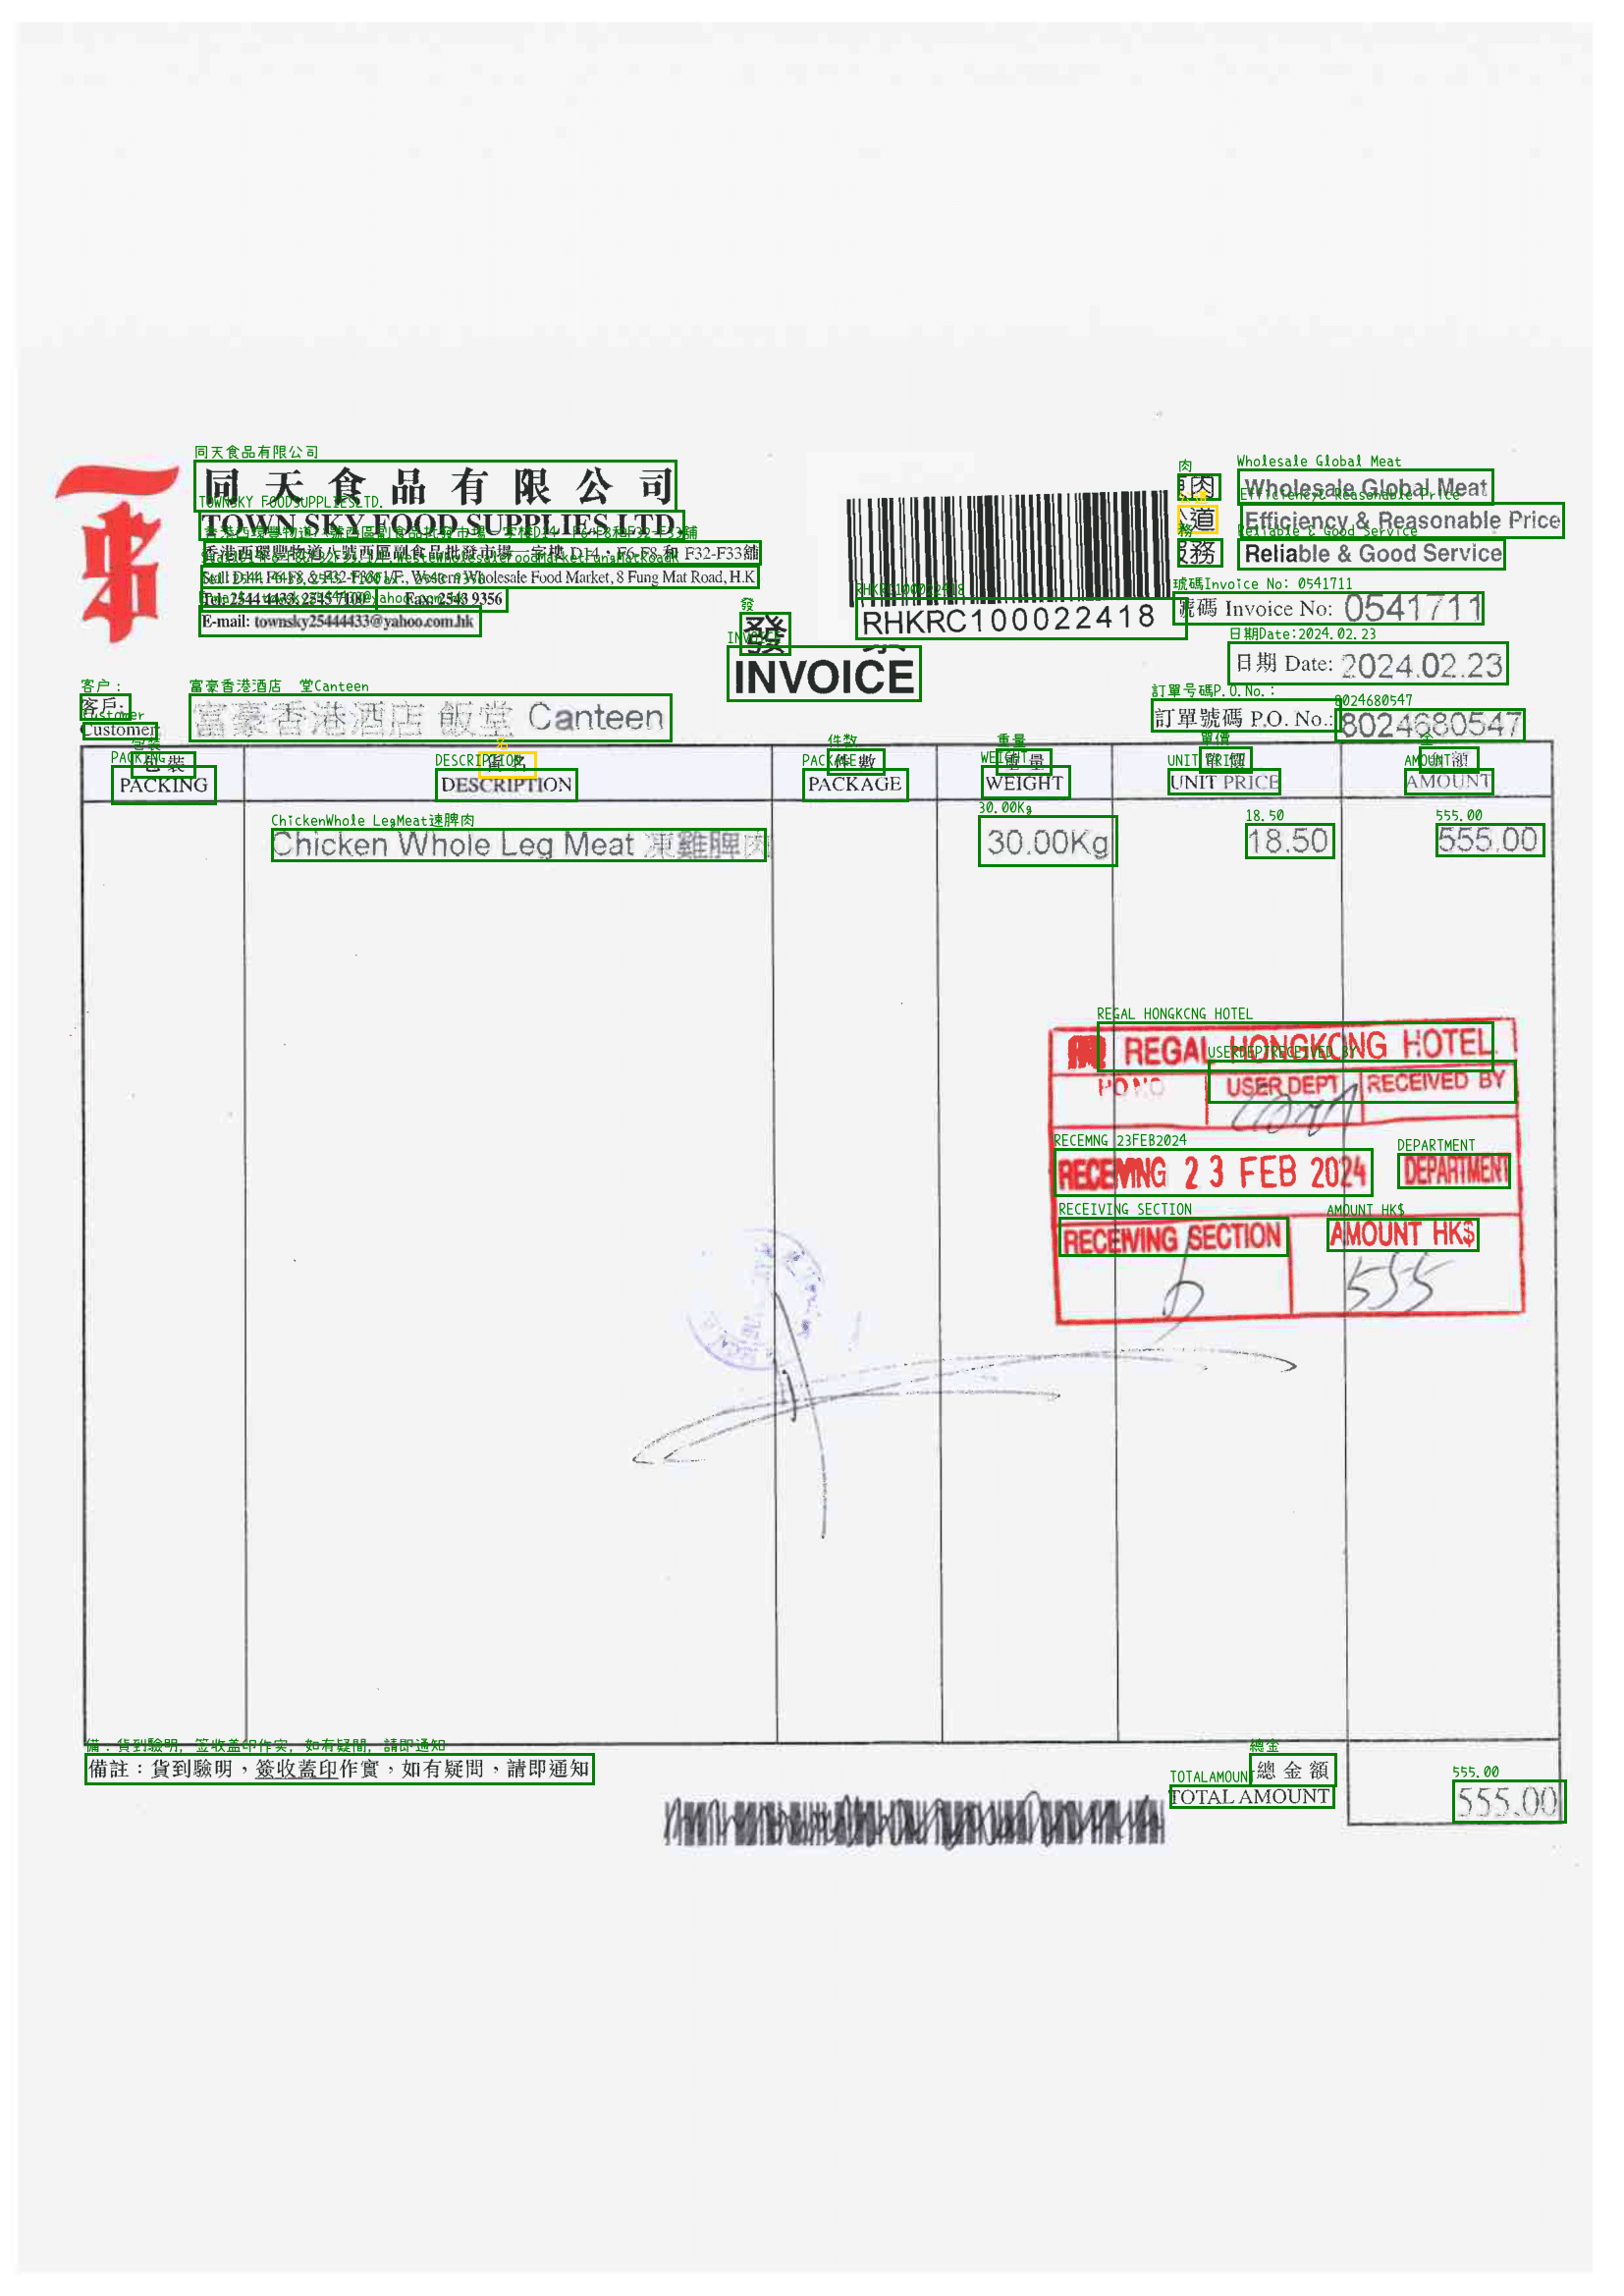 同天食品有限公司
TOWN SKY FOOD SUPPLIES LTD.
香港西環豐物道八號西區副食品批發市場一字樓 D14，F6-F8 和 F32-F33舖
Stall D14, F6-F8, & F32-F33 1/F., Western Wholesale Food Market, 8 Fung Mat Road, H.K.
Tel: 2544 4433, 2545 7100 Fax: 2543 9356
E-mail: townsky25444433@yahoo.com.hk
RHKRC100022418
肉 Wholesale Global Meat
道 Efficiency & Reasonable Price
務 Reliable & Good Service
號碼 Invoice No: 0541711
發
INVOICE
日期 Date: 2024.02.23
訂單號碼 P.O. No.: 8024680547
客戶:
Customer
富豪香港酒店 飯堂 Canteen
包裝 貨名 件數 重量 單價 金額
PACKING DESCRIPTION PACKAGE WEIGHT UNIT PRICE AMOUNT
Chicken Whole Leg Meat 凍雞脾肉 30.00Kg 18.50 555.00
REGAL HONGKONG HOTEL
PO NO USER DEPT RECEIVED BY
RECEIVING 23 FEB 2024 DEPARTMENT
RECEIVING SECTION AMOUNT HK$
555
備註：貨到驗明，簽收蓋印作實，如有疑問，請即通知
總金額
TOTAL AMOUNT 555.00